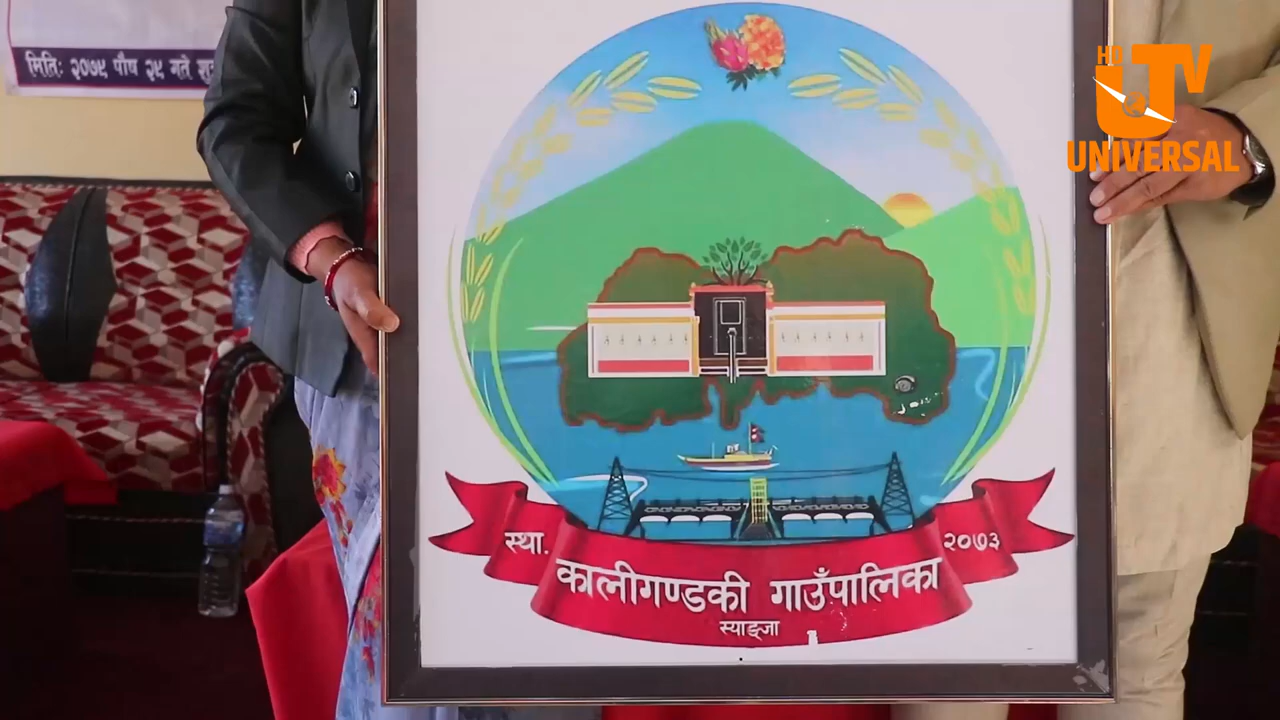 मितिः २०७९ पौष २९ गते
HD
UTV
UNIVERSAL
स्था.
२०७३
कालीगण्डकी गाउँपालिका
स्याङ्जा